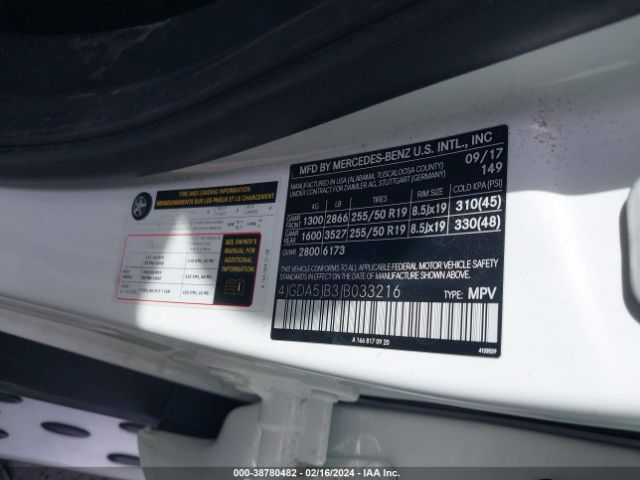 TIRE AND LOADING INFORMATION
RENSEIGNEMENTS SUR LES PNEUS ET LE CHARGEMENT
SEE OWNER'S
MANUAL FOR
ADDITIONAL
INFORMATION
MFD BY MERCEDES-BENZ U.S. INTL., INC
MANUFACTURED IN USA (ALABAMA, TUSCALOOSA COUNTY) 09/17
UNDER CONTRACT FOR DAIMLER AG, STUTTGART (GERMANY) 149
KG LB TIRES RIM SIZE COLD KPA (PSI)
GAWR FRONT 1300 2866 255/50 R19 8.5Jx19 310(45)
GAWR REAR 1600 3527 255/50 R19 8.5Jx19 330(48)
GVWR 2800 6173
THIS VEHICLE CONFORMS TO ALL APPLICABLE FEDERAL MOTOR VEHICLE SAFETY
STANDARDS IN EFFECT ON THE DATE OF MANUFACTURE SHOWN ABOVE.
4JGDA5JB3JB033216 TYPE: MPV
A 166 817 09 20
4128529
000-38780482 - 02/16/2024 - IAA Inc.